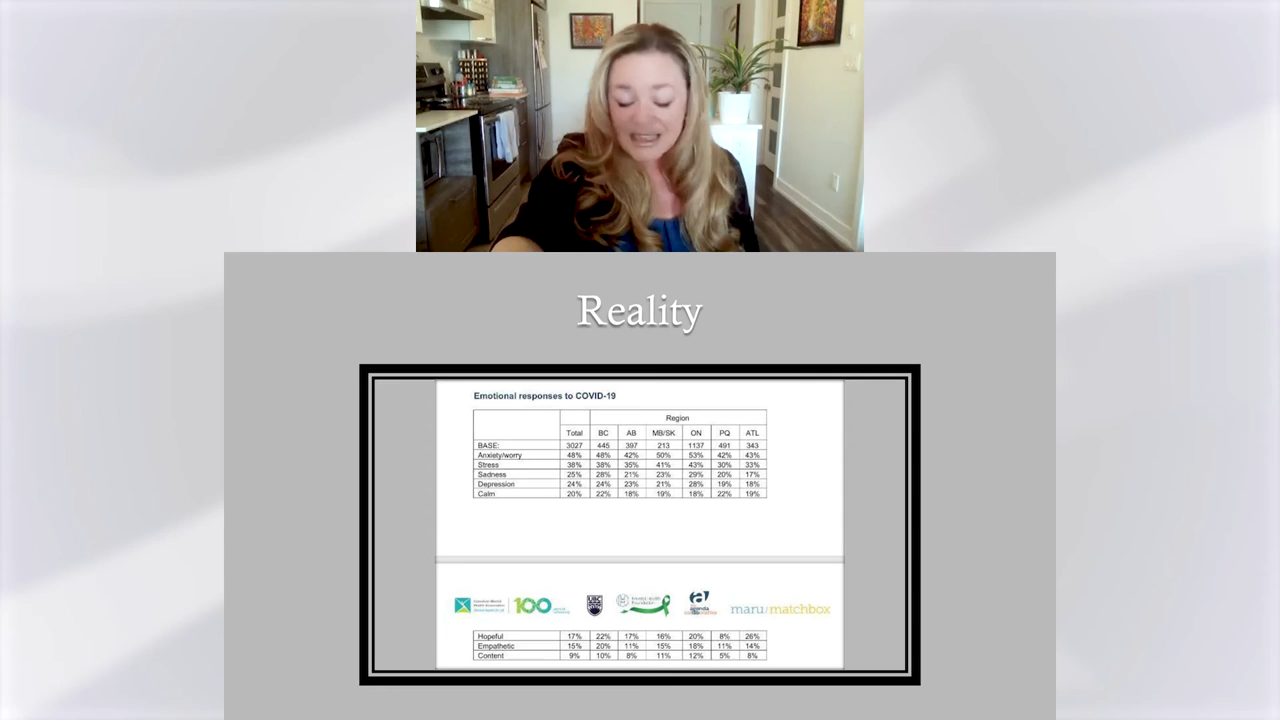 Reality
Emotional responses to COVID-19
Region
Total BC AB MB/SK ON PQ ATL
BASE: 3027 445 397 213 1137 491 343
Anxiety/worry 48% 48% 42% 50% 53% 42% 43%
Stress 38% 38% 35% 41% 43% 30% 33%
Sadness 25% 28% 21% 23% 29% 20% 17%
Depression 24% 24% 23% 21% 28% 19% 18%
Calm 20% 22% 18% 19% 18% 22% 19%
100 UBC maru/matchbox
Hopeful 17% 22% 17% 16% 20% 8% 26%
Empathetic 15% 20% 11% 15% 18% 11% 14%
Content 9% 10% 8% 11% 12% 5% 8%